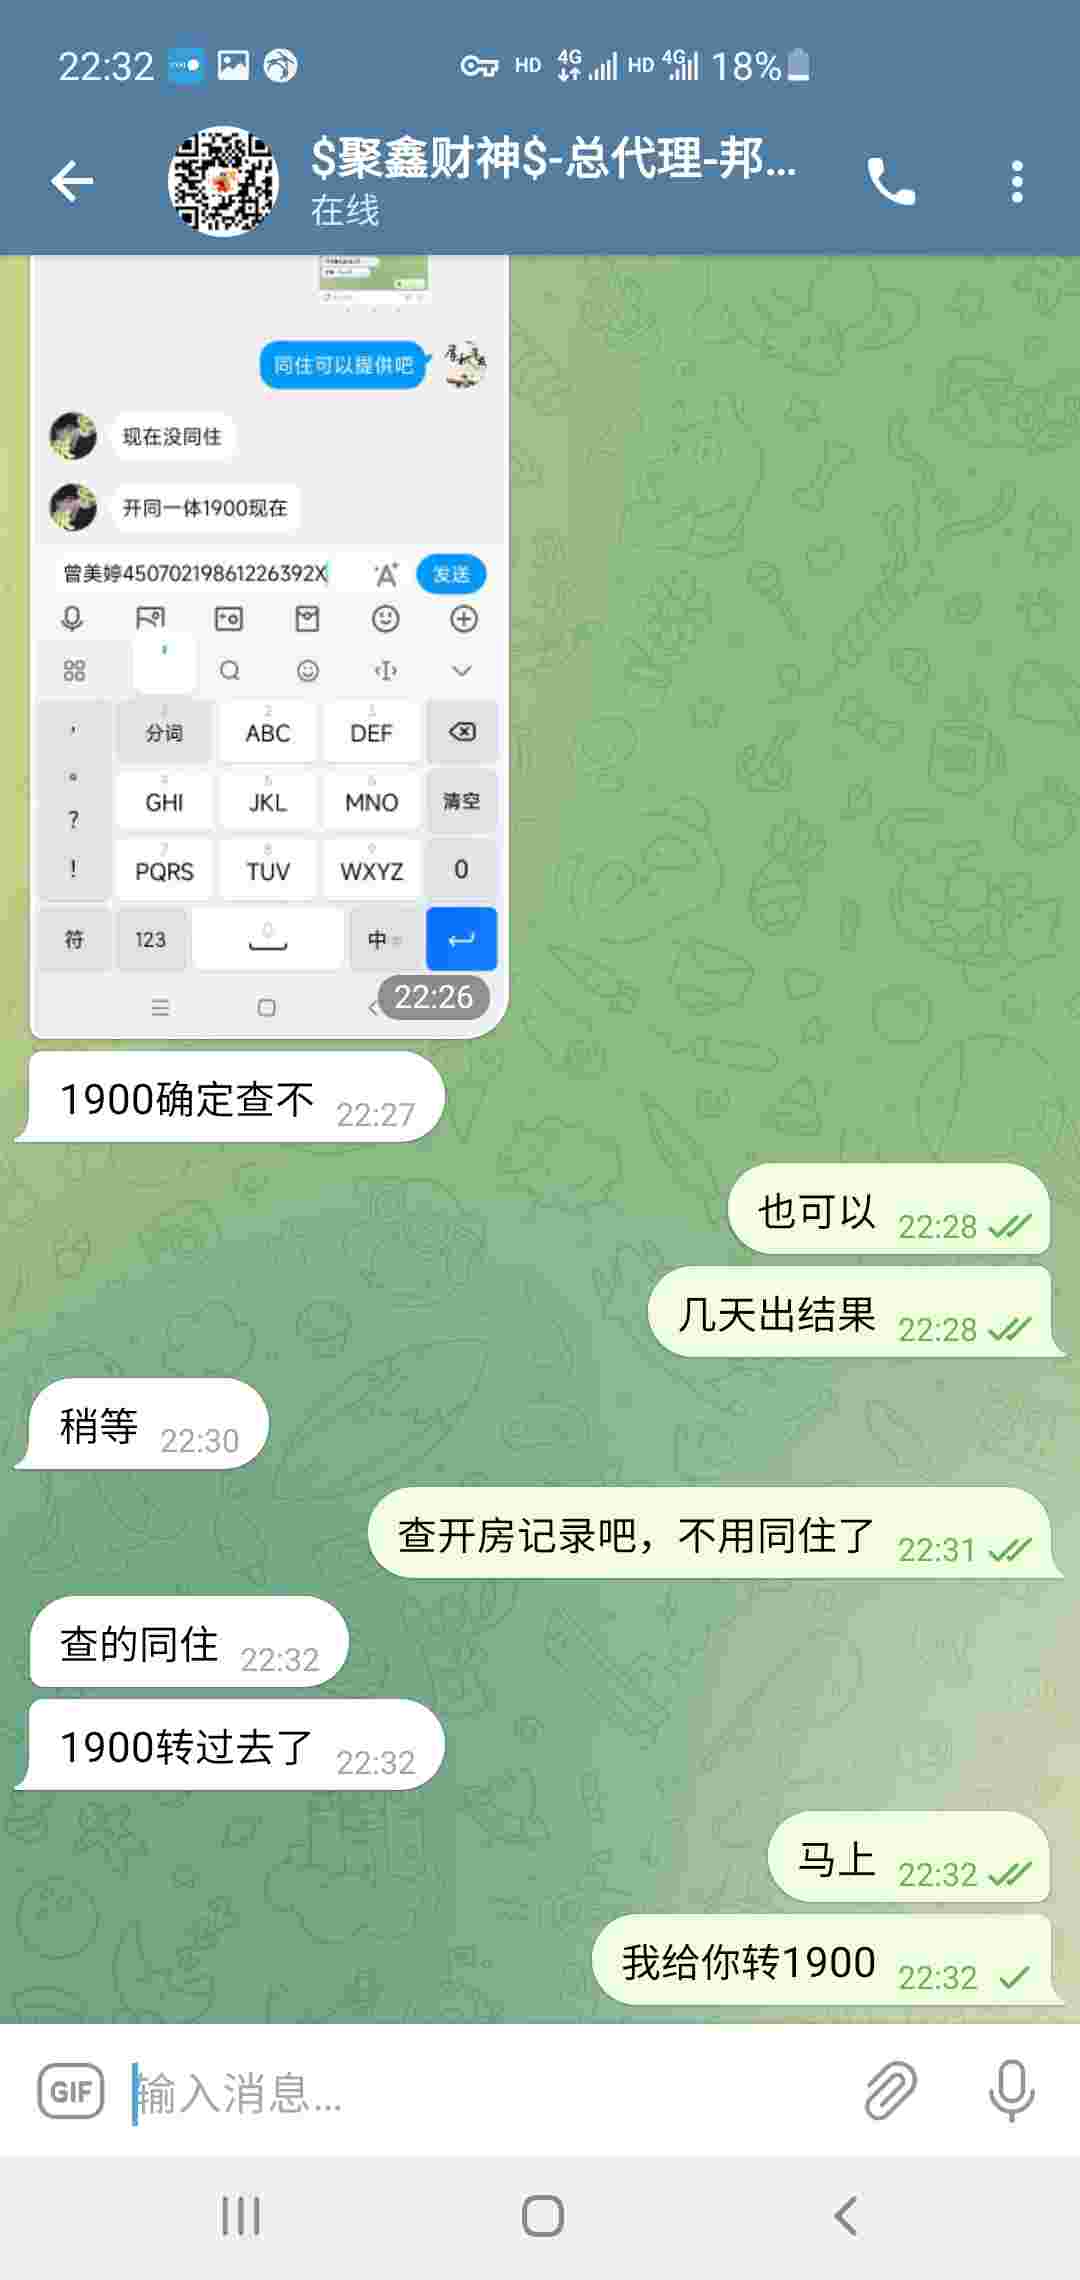 22:32
HD 4G HD 4G 18%
$聚鑫财神$-总代理-邦...
在线
同住可以提供吧
现在没同住
开同一体1900现在
曾美婷45070219861226392X
发送
分词 ABC DEF
GHI JKL MNO 清空
PQRS TUV WXYZ 0
符 123 中
22:26
1900确定查不 22:27
也可以 22:28
几天出结果 22:28
稍等 22:30
查开房记录吧，不用同住了 22:31
查的同住 22:32
1900转过去了 22:32
马上 22:32
我给你转1900 22:32
GIF 输入消息...